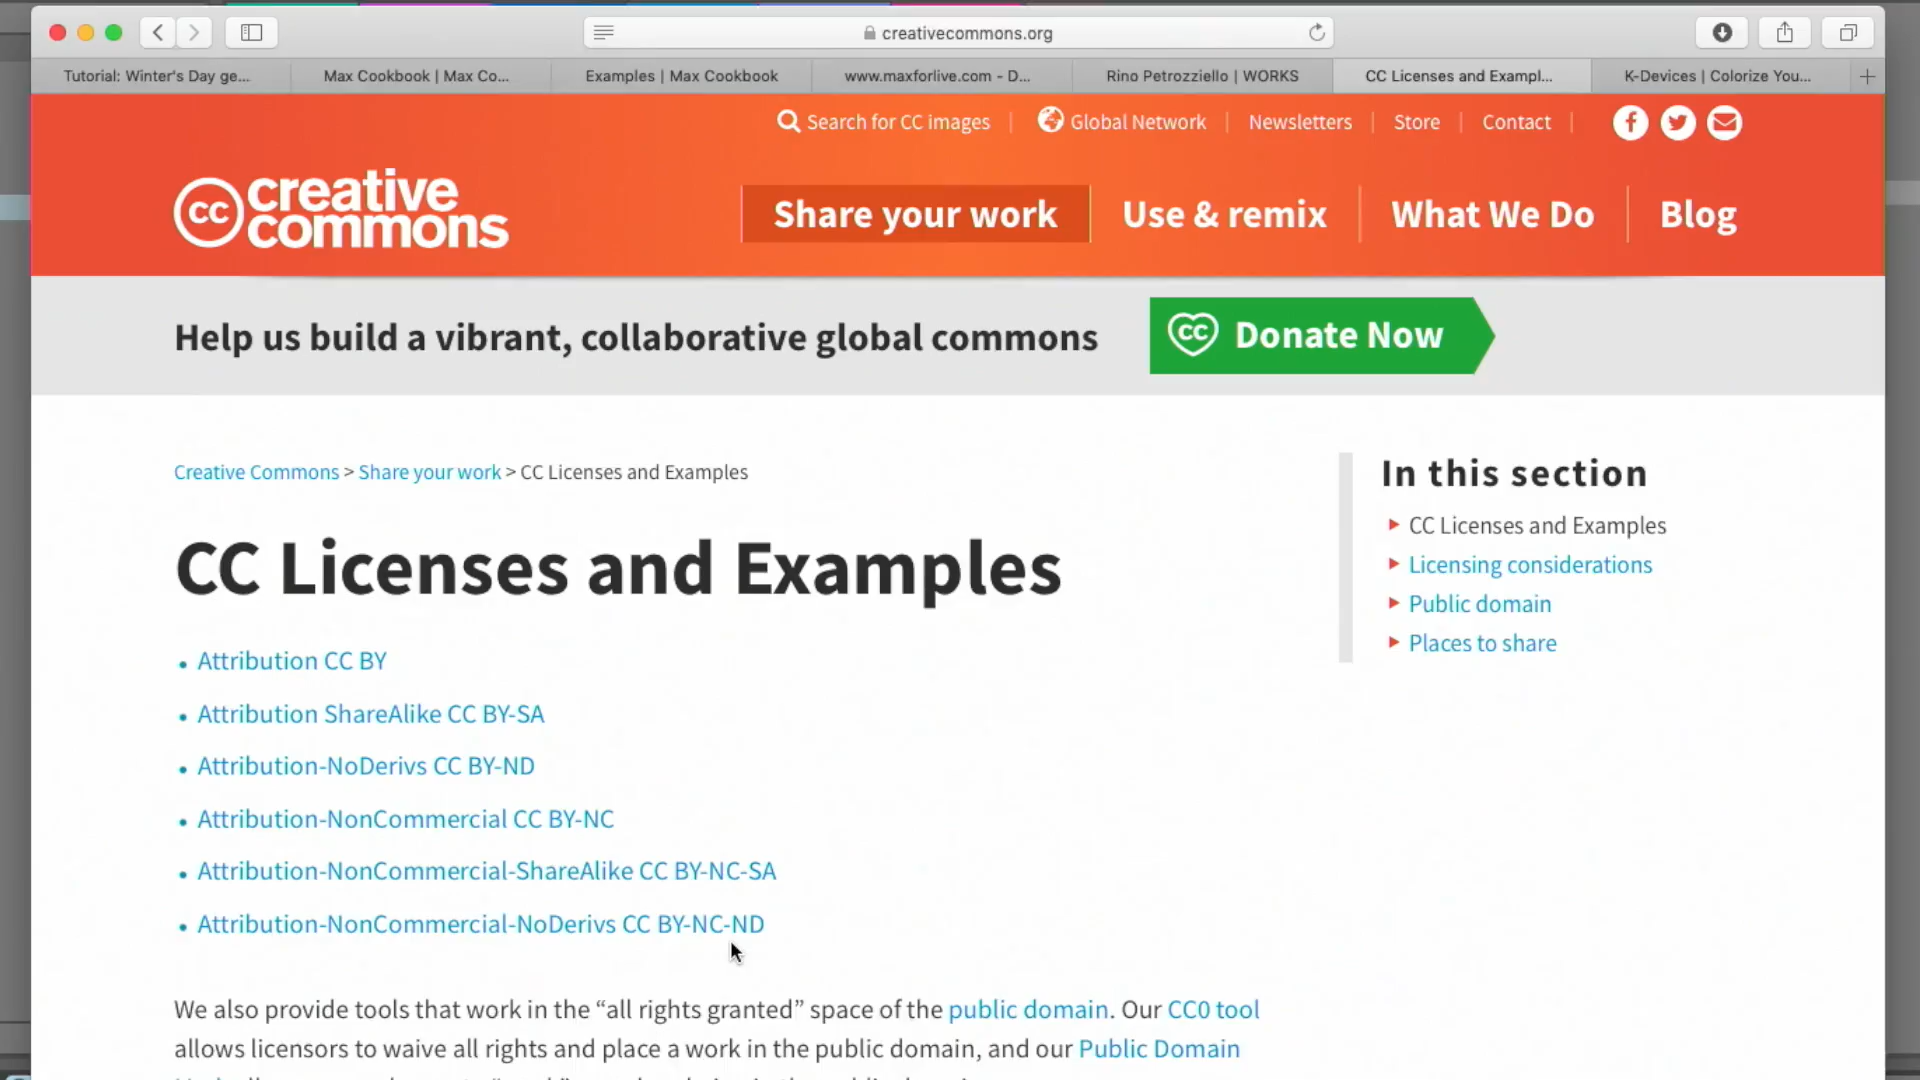 creativecommons.org
Tutorial: Winter's Day ge...
Max Cookbook | Max Co...
Examples | Max Cookbook
www.maxforlive.com - D...
Rino Petrozziello | WORKS
CC Licenses and Exampl...
K-Devices | Colorize You...
Search for CC images
Global Network
Newsletters
Store
Contact
cc creative
commons
Share your work
Use & remix
What We Do
Blog
Help us build a vibrant, collaborative global commons
cc Donate Now
Creative Commons > Share your work > CC Licenses and Examples
CC Licenses and Examples
• Attribution CC BY
• Attribution ShareAlike CC BY-SA
• Attribution-NoDerivs CC BY-ND
• Attribution-NonCommercial CC BY-NC
• Attribution-NonCommercial-ShareAlike CC BY-NC-SA
• Attribution-NonCommercial-NoDerivs CC BY-NC-ND
We also provide tools that work in the “all rights granted” space of the public domain. Our CC0 tool
allows licensors to waive all rights and place a work in the public domain, and our Public Domain
In this section
CC Licenses and Examples
Licensing considerations
Public domain
Places to share